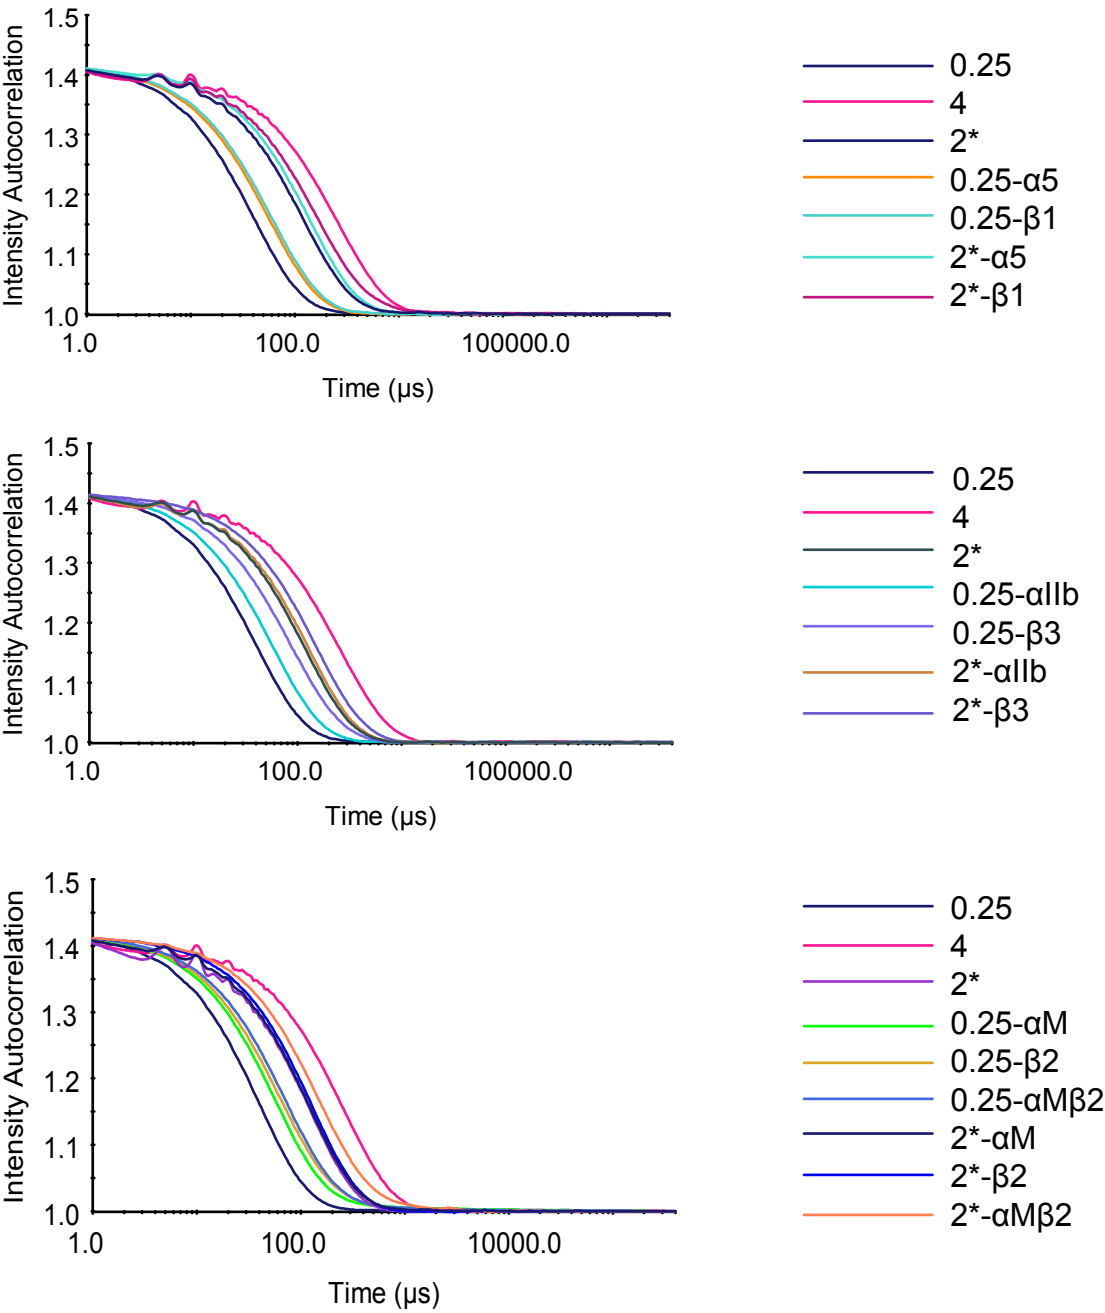 Intensity Autocorrelation
1.5
1.4
1.3
1.2
1.1
1.0
1.0
100.0
100000.0
Time (µs)
0.25
4
2*
0.25-α5
0.25-β1
2*-α5
2*-β1
Intensity Autocorrelation
1.5
1.4
1.3
1.2
1.1
1.0
1.0
100.0
100000.0
Time (µs)
0.25
4
2*
0.25-αIIb
0.25-β3
2*-αIIb
2*-β3
Intensity Autocorrelation
1.5
1.4
1.3
1.2
1.1
1.0
1.0
100.0
10000.0
Time (µs)
0.25
4
2*
0.25-αM
0.25-β2
0.25-αMβ2
2*-αM
2*-β2
2*-αMβ2